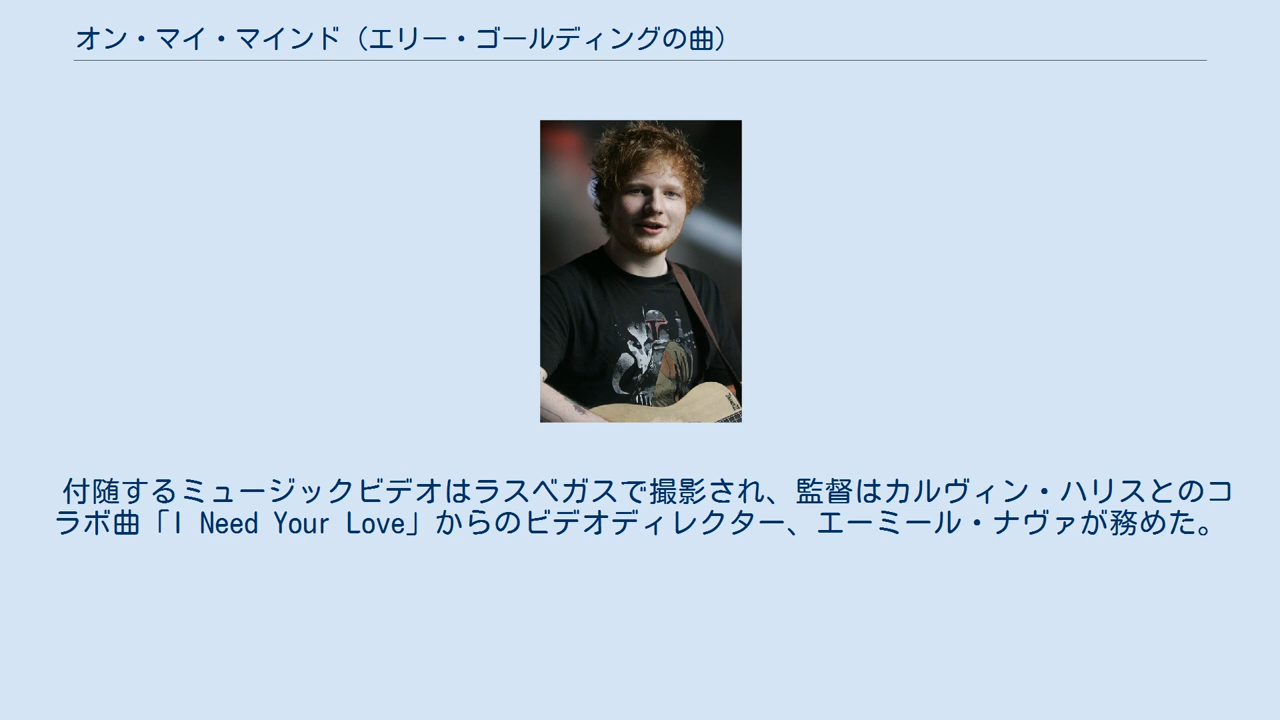 オン・マイ・マインド（エリー・ゴールディングの曲）
付随するミュージックビデオはラスベガスで撮影され、監督はカルヴィン・ハリスとのコ
ラボ曲「I Need Your Love」からのビデオディレクター、エーミール・ナヴァが務めた。